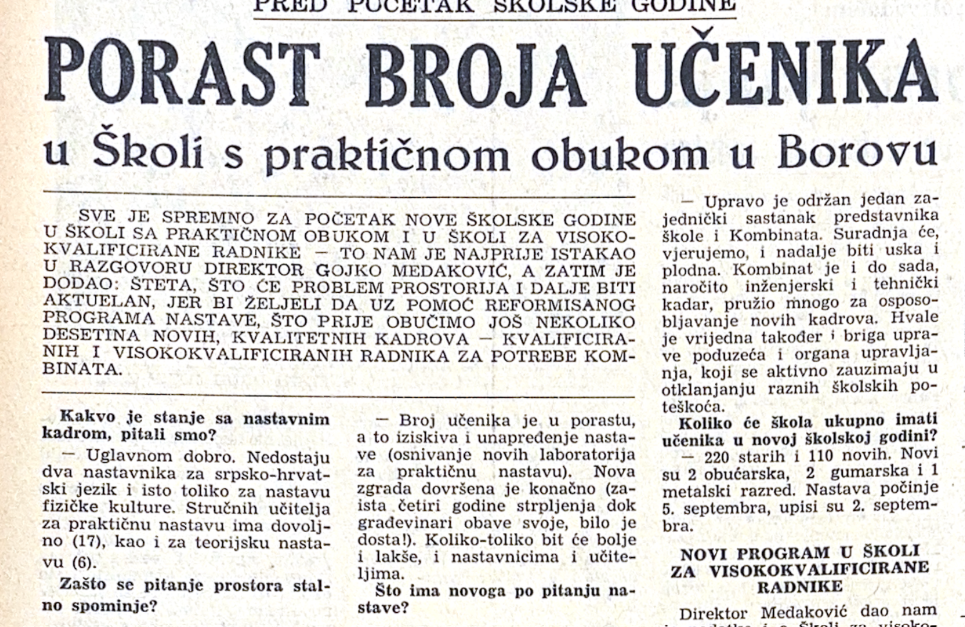 PRED POČETAK ŠKOLSKE GODINE
PORAST BROJA UČENIKA
u Školi s praktičnom obukom u Borovu
SVE JE SPREMNO ZA POČETAK NOVE ŠKOLSKE GODINE
U ŠKOLI SA PRAKTIČNOM OBUKOM I U ŠKOLI ZA VISOKO-
KVALIFICIRANE RADNIKE — TO NAM JE NAJPRIJE ISTAKAO
U RAZGOVORU DIREKTOR GOJKO MEDAKOVIĆ, A ZATIM JE
DODAO: ŠTETA, ŠTO ĆE PROBLEM PROSTORIJA I DALJE BITI
AKTUELAN, JER BI ŽELJELI DA UZ POMOĆ REFORMISANOG
PROGRAMA NASTAVE, ŠTO PRIJE OBUČIMO JOŠ NEKOLIKO
DESETINA NOVIH, KVALITETNIH KADROVA — KVALIFICIRA-
NIH I VISOKOKVALIFICIRANIH RADNIKA ZA POTREBE KOM-
BINATA.
Kakvo je stanje sa nastavnim
kadrom, pitali smo?
— Uglavnom dobro. Nedostaju
dva nastavnika za srpsko-hrvat-
ski jezik i isto toliko za nastavu
fizičke kulture. Stručnih učitelja
za praktičnu nastavu ima dovolj-
no (17), kao i za teorijsku nasta-
vu (6).
Zašto se pitanje prostora stal-
no spominje?
— Broj učenika je u porastu,
a to iziskiva i unapređenje nasta-
ve (osnivanje novih laboratorija
za praktičnu nastavu). Nova
zgrada dovršena je konačno (za-
ista četiri godine strpljenja dok
građevinari obave svoje, bilo je
dosta!). Koliko-toliko bit će bolje
i lakše, i nastavnicima i učite-
ljima.
Što ima novoga po pitanju na-
stave?
— Upravo je održan jedan za-
jednički sastanak predstavnika
škole i Kombinata. Suradnja će,
vjerujemo, i nadalje biti uska i
plodna. Kombinat je i do sada,
naročito inženjerski i tehnički
kadar, pružio mnogo za osposo-
bljavanje novih kadrova. Hvale
je vrijedna također i briga upra-
ve poduzeća i organa upravlja-
nja, koji se aktivno zauzimaju u
otklanjanju raznih školskih po-
teškoća.
Koliko će škola ukupno imati
učenika u novoj školskoj godini?
— 220 starih i 110 novih. Novi
su 2 obućarska, 2 gumarska i 1
metalski razred. Nastava počinje
5. septembra, upisi su 2. septem-
bra.
NOVI PROGRAM U ŠKOLI
ZA VISOKOKVALIFICIRANE
RADNIKE
Direktor Medaković dao nam